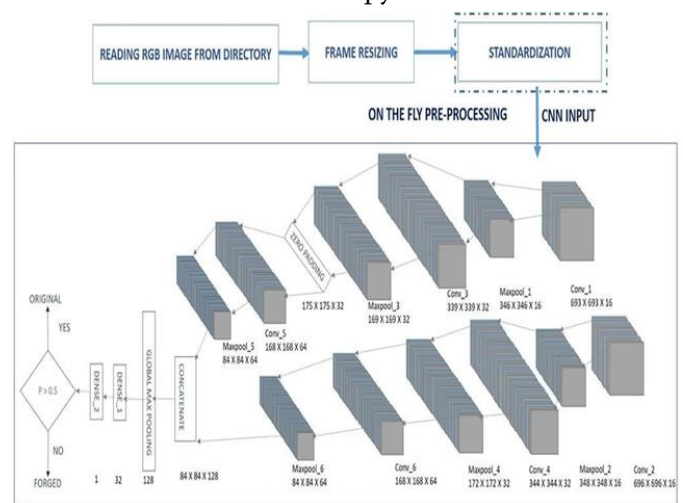 py
READING RGB IMAGE FROM DIRECTORY
FRAME RESIZING
STANDARDIZATION
ON THE FLY PRE-PROCESSING
CNN INPUT
Conv_1
693 X 693 X 16
Maxpool_1
346 X 346 X 16
Conv_3
339 X 339 X 32
Maxpool_3
169 X 169 X 32
ZERO PADDING
175 X 175 X 32
Conv_5
168 X 168 X 64
Maxpool_5
84 X 84 X 64
Conv_2
696 X 696 X 16
Maxpool_2
348 X 348 X 16
Conv_4
344 X 344 X 32
Maxpool_4
172 X 172 X 32
Conv_6
168 X 168 X 64
Maxpool_6
84 X 84 X 64
CONCATENATE
84 X 84 X 128
GLOBAL MAX POOLING
128
DENSE_1
32
DENSE_2
1
P > 0.5
YES
ORIGINAL
NO
FORGED